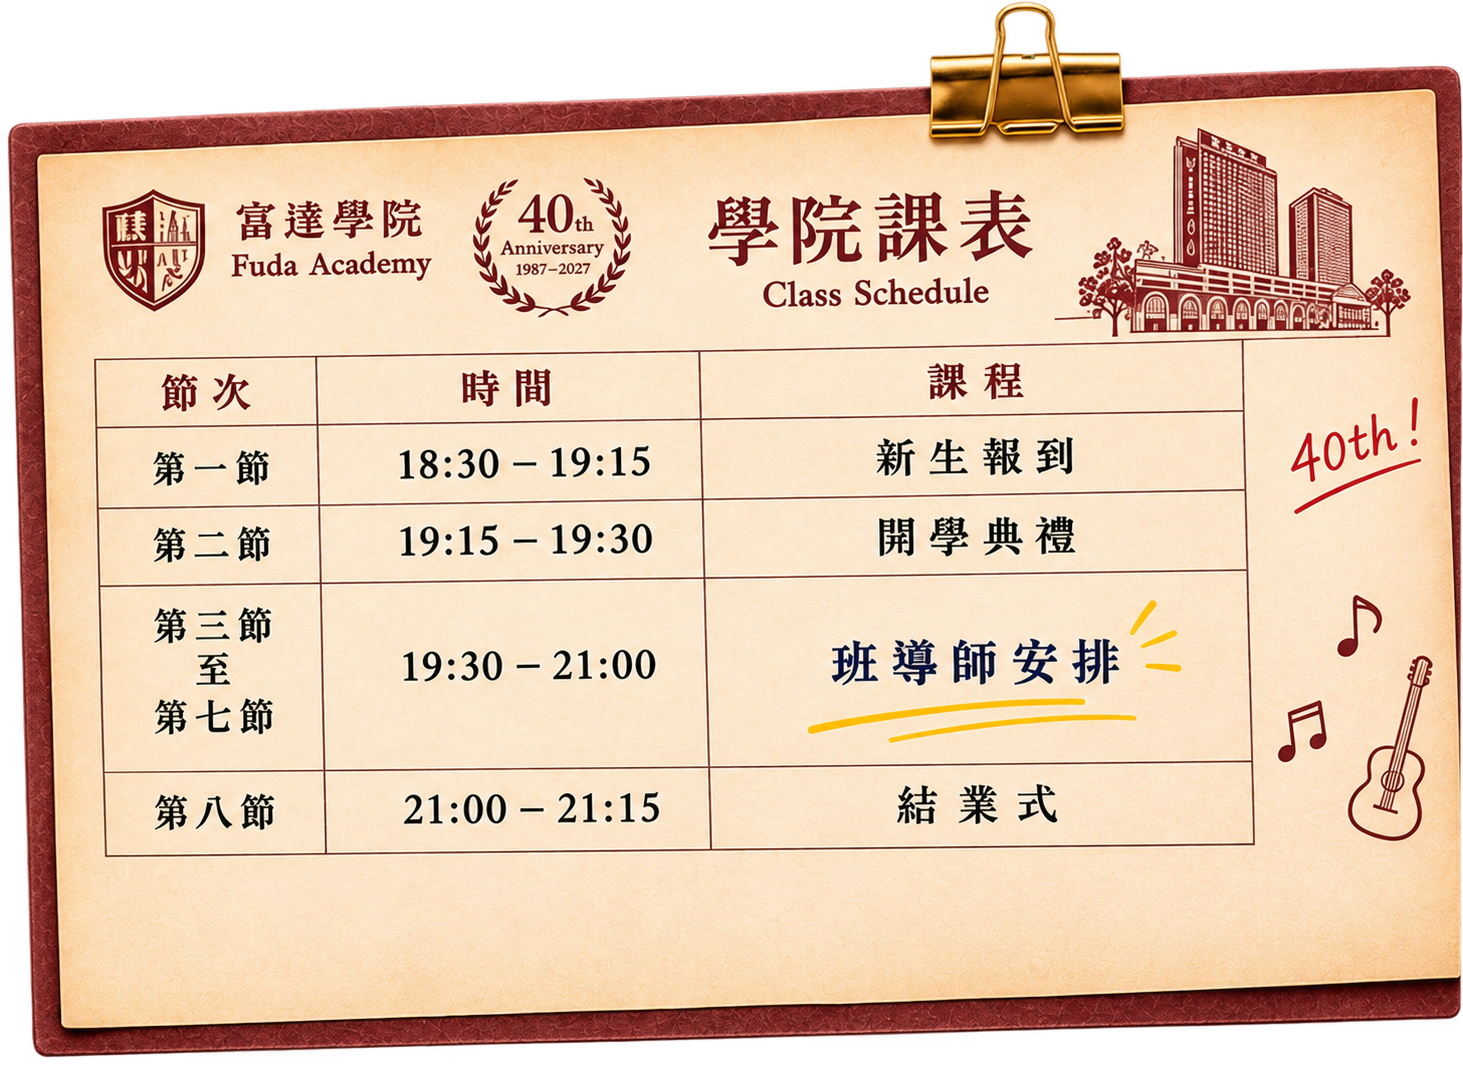 富達學院
Fuda Academy
40th
Anniversary
1987–2027
學院課表
Class Schedule
節次 時間 課程
第一節 18:30 – 19:15 新生報到
第二節 19:15 – 19:30 開學典禮
第三節
至
第七節 19:30 – 21:00 班導師安排
第八節 21:00 – 21:15 結業式
40th!